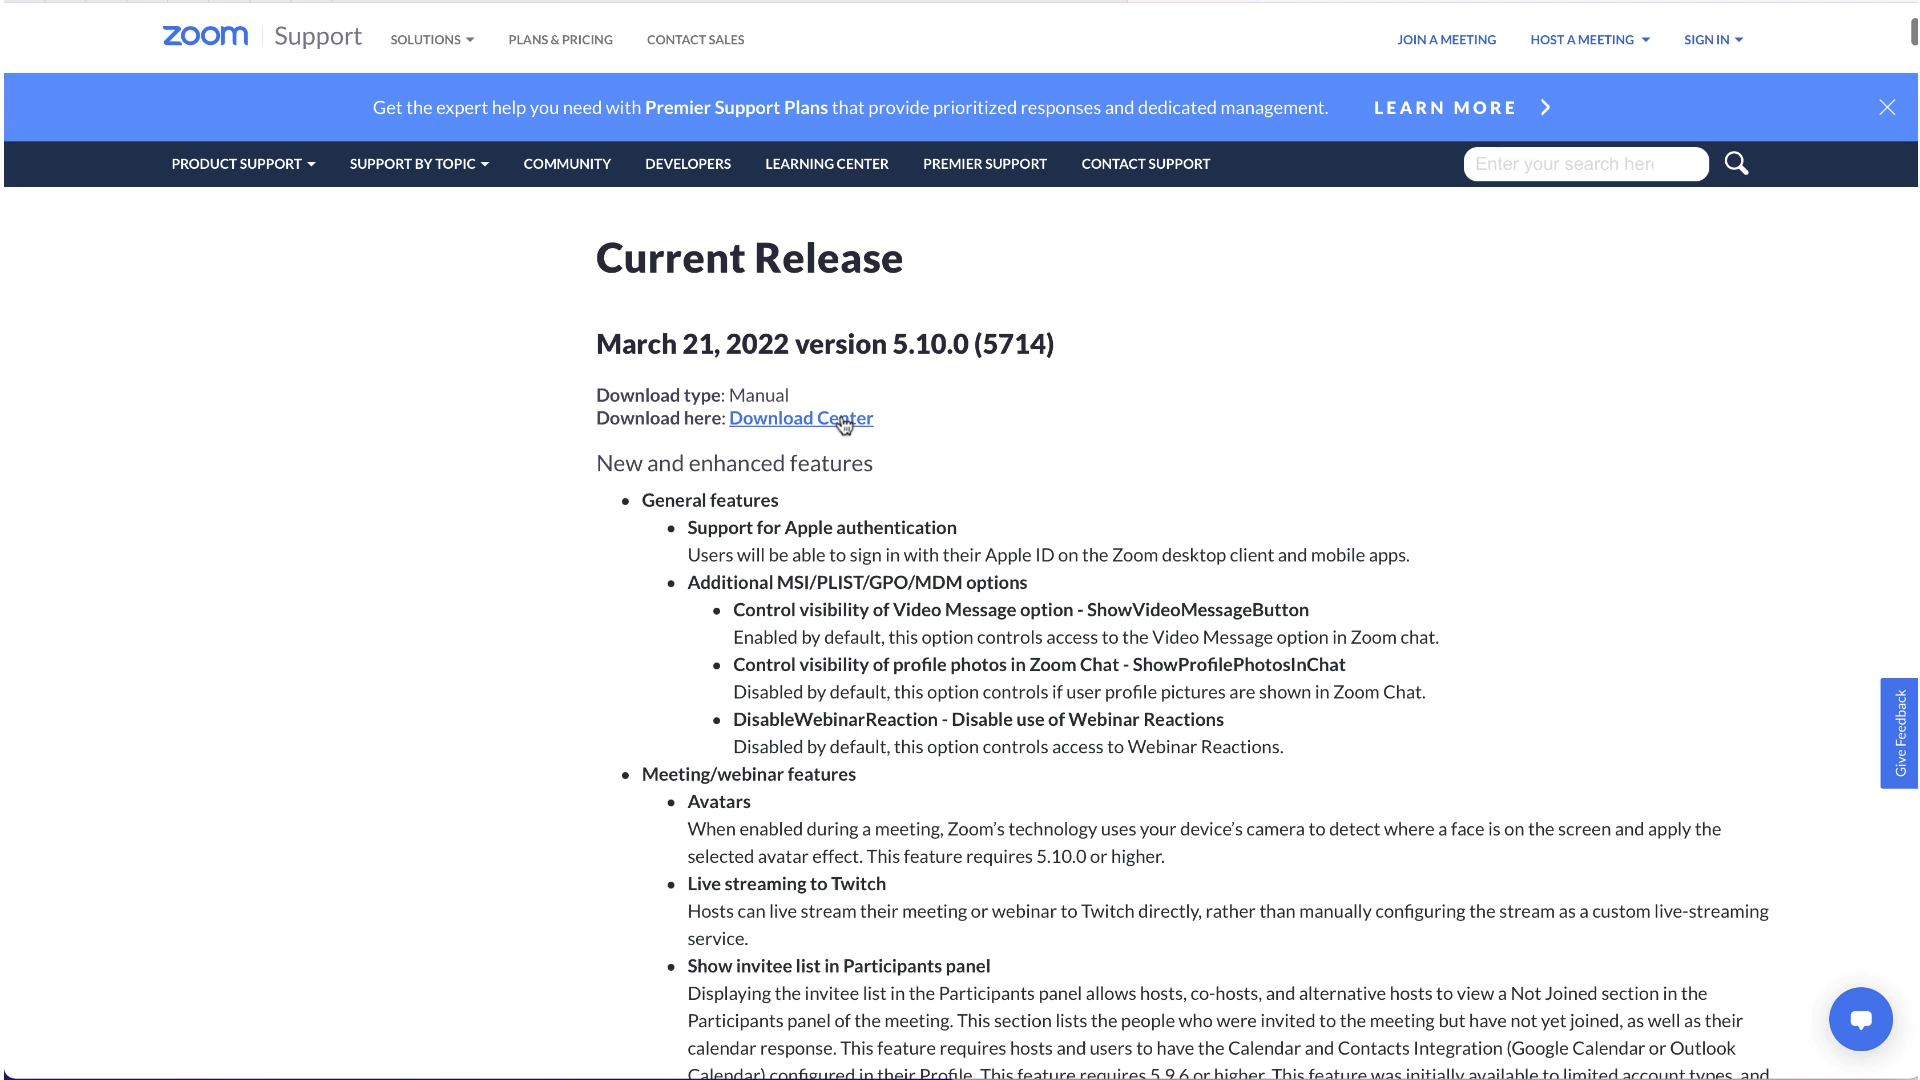 zoom Support SOLUTIONS PLANS & PRICING CONTACT SALES JOIN A MEETING HOST A MEETING SIGN IN
Get the expert help you need with Premier Support Plans that provide prioritized responses and dedicated management. LEARN MORE
PRODUCT SUPPORT SUPPORT BY TOPIC COMMUNITY DEVELOPERS LEARNING CENTER PREMIER SUPPORT CONTACT SUPPORT Enter your search here
Current Release
March 21, 2022 version 5.10.0 (5714)
Download type: Manual
Download here: Download Center
New and enhanced features
General features
Support for Apple authentication
Users will be able to sign in with their Apple ID on the Zoom desktop client and mobile apps.
Additional MSI/PLIST/GPO/MDM options
Control visibility of Video Message option - ShowVideoMessageButton
Enabled by default, this option controls access to the Video Message option in Zoom chat.
Control visibility of profile photos in Zoom Chat - ShowProfilePhotosInChat
Disabled by default, this option controls if user profile pictures are shown in Zoom Chat.
DisableWebinarReaction - Disable use of Webinar Reactions
Disabled by default, this option controls access to Webinar Reactions.
Give Feedback
Meeting/webinar features
Avatars
When enabled during a meeting, Zoom’s technology uses your device’s camera to detect where a face is on the screen and apply the
selected avatar effect. This feature requires 5.10.0 or higher.
Live streaming to Twitch
Hosts can live stream their meeting or webinar to Twitch directly, rather than manually configuring the stream as a custom live-streaming
service.
Show invitee list in Participants panel
Displaying the invitee list in the Participants panel allows hosts, co-hosts, and alternative hosts to view a Not Joined section in the
Participants panel of the meeting. This section lists the people who were invited to the meeting but have not yet joined, as well as their
calendar response. This feature requires hosts and users to have the Calendar and Contacts Integration (Google Calendar or Outlook
Calendar) configured in their Profile. This feature requires 5.9.6 or higher. This feature was initially available to limited account types, and